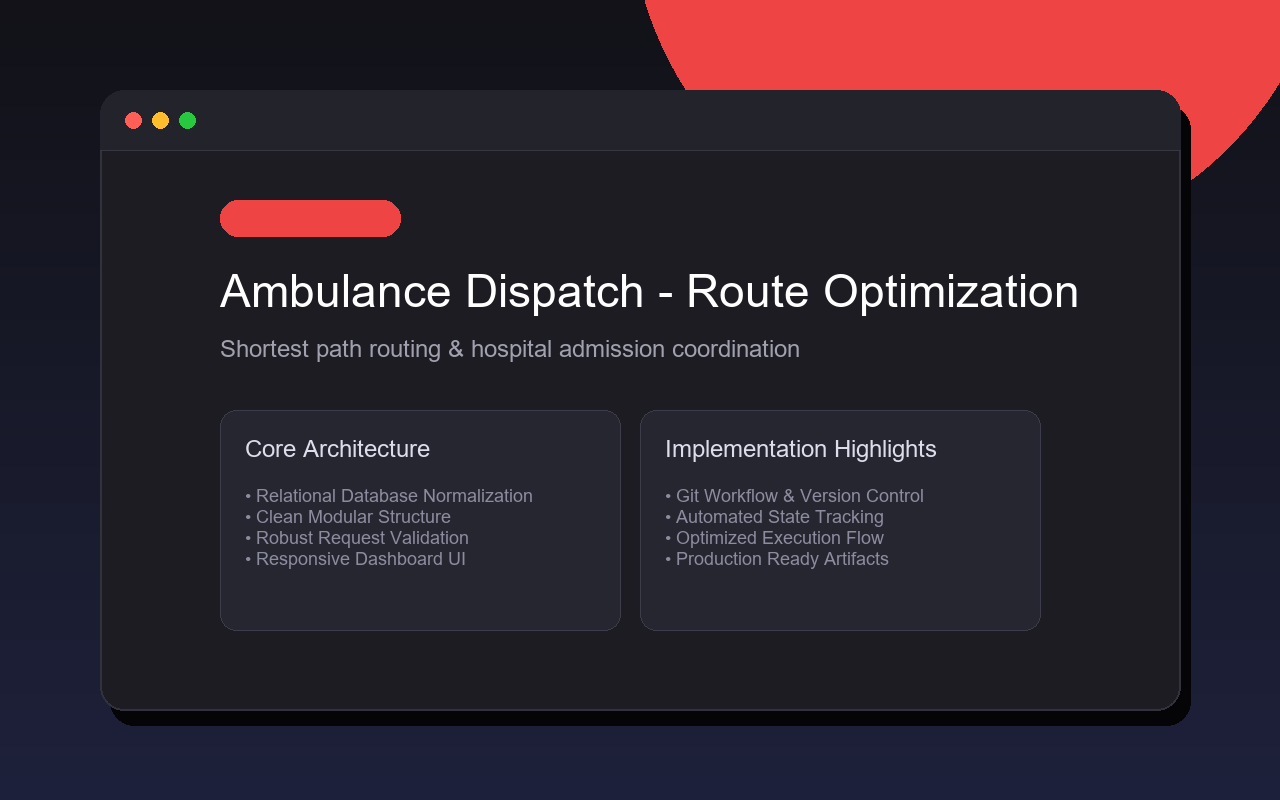 Ambulance Dispatch - Route Optimization
Shortest path routing & hospital admission coordination
Core Architecture
• Relational Database Normalization
• Clean Modular Structure
• Robust Request Validation
• Responsive Dashboard UI
Implementation Highlights
• Git Workflow & Version Control
• Automated State Tracking
• Optimized Execution Flow
• Production Ready Artifacts